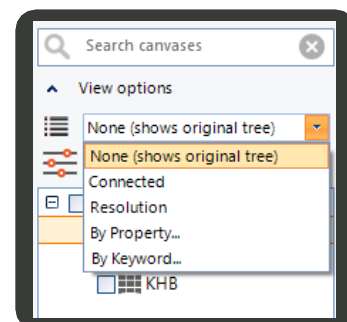 Search canvases
View options
None (shows original tree)
None (shows original tree)
Connected
Resolution
By Property...
By Keyword...
KHB